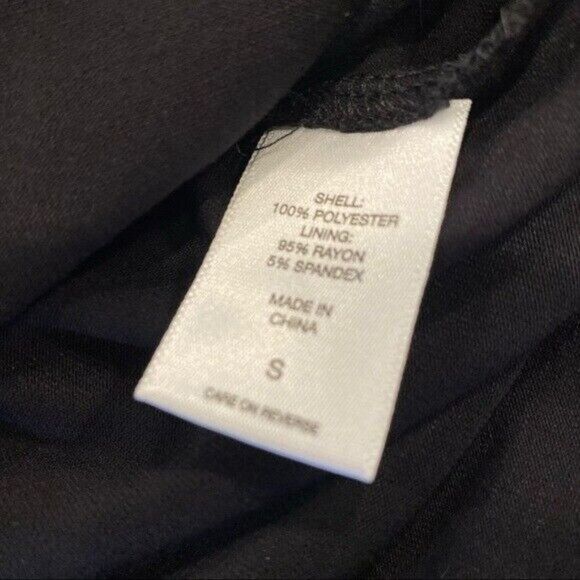 SHELL:
100% POLYESTER
LINING:
95% RAYON
5% SPANDEX
MADE IN
CHINA
S
CARE ON REVERSE